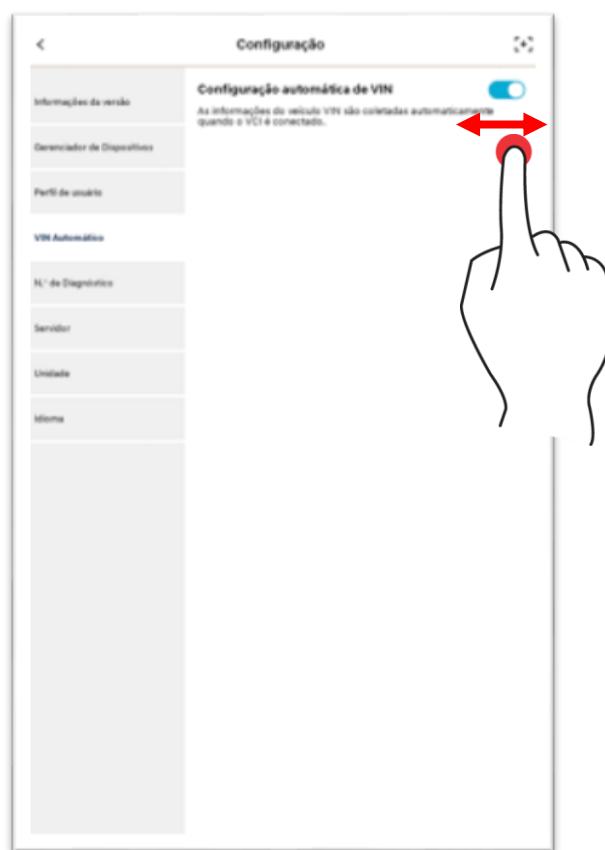 Configuração
Configuração automática de VIN
As informações do veículo VIN são coletadas automaticamente
quando o VCI é conectado.
Informações da versão
Gerenciador de Dispositivos
Perfil de usuário
VIN Automático
N.° de Diagnóstico
Servidor
Unidade
Idioma